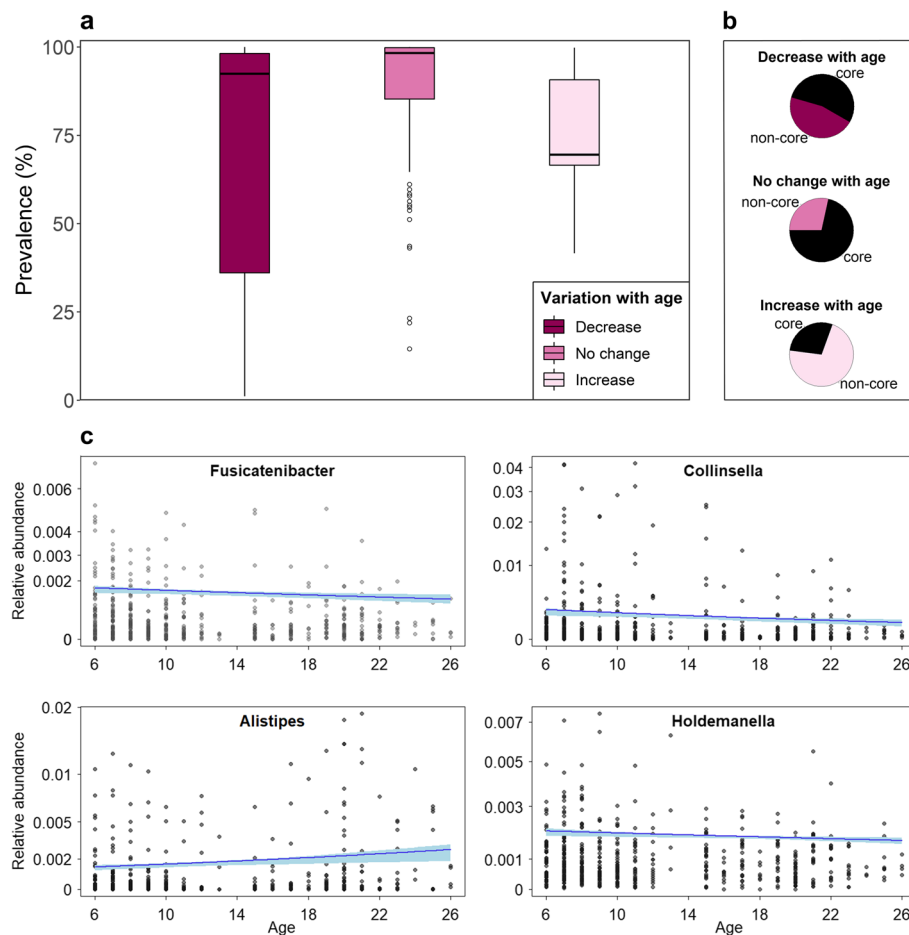 a
b
100
75
50
25
0
Prevalence (%)
Variation with age
Decrease
No change
Increase
Decrease with age
core
non-core
No change with age
non-core
core
Increase with age
core
non-core
c
Fusicatenibacter
Relative abundance
0.006
0.004
0.003
0.002
0
6 10 14 18 22 26
Collinsella
0.04
0.03
0.02
0.01
0
6 10 14 18 22 26
Alistipes
Relative abundance
0.02
0.01
0.005
0.002
0
6 10 14 18 22 26
Age
Holdemanella
0.007
0.005
0.003
0.001
0
6 10 14 18 22 26
Age